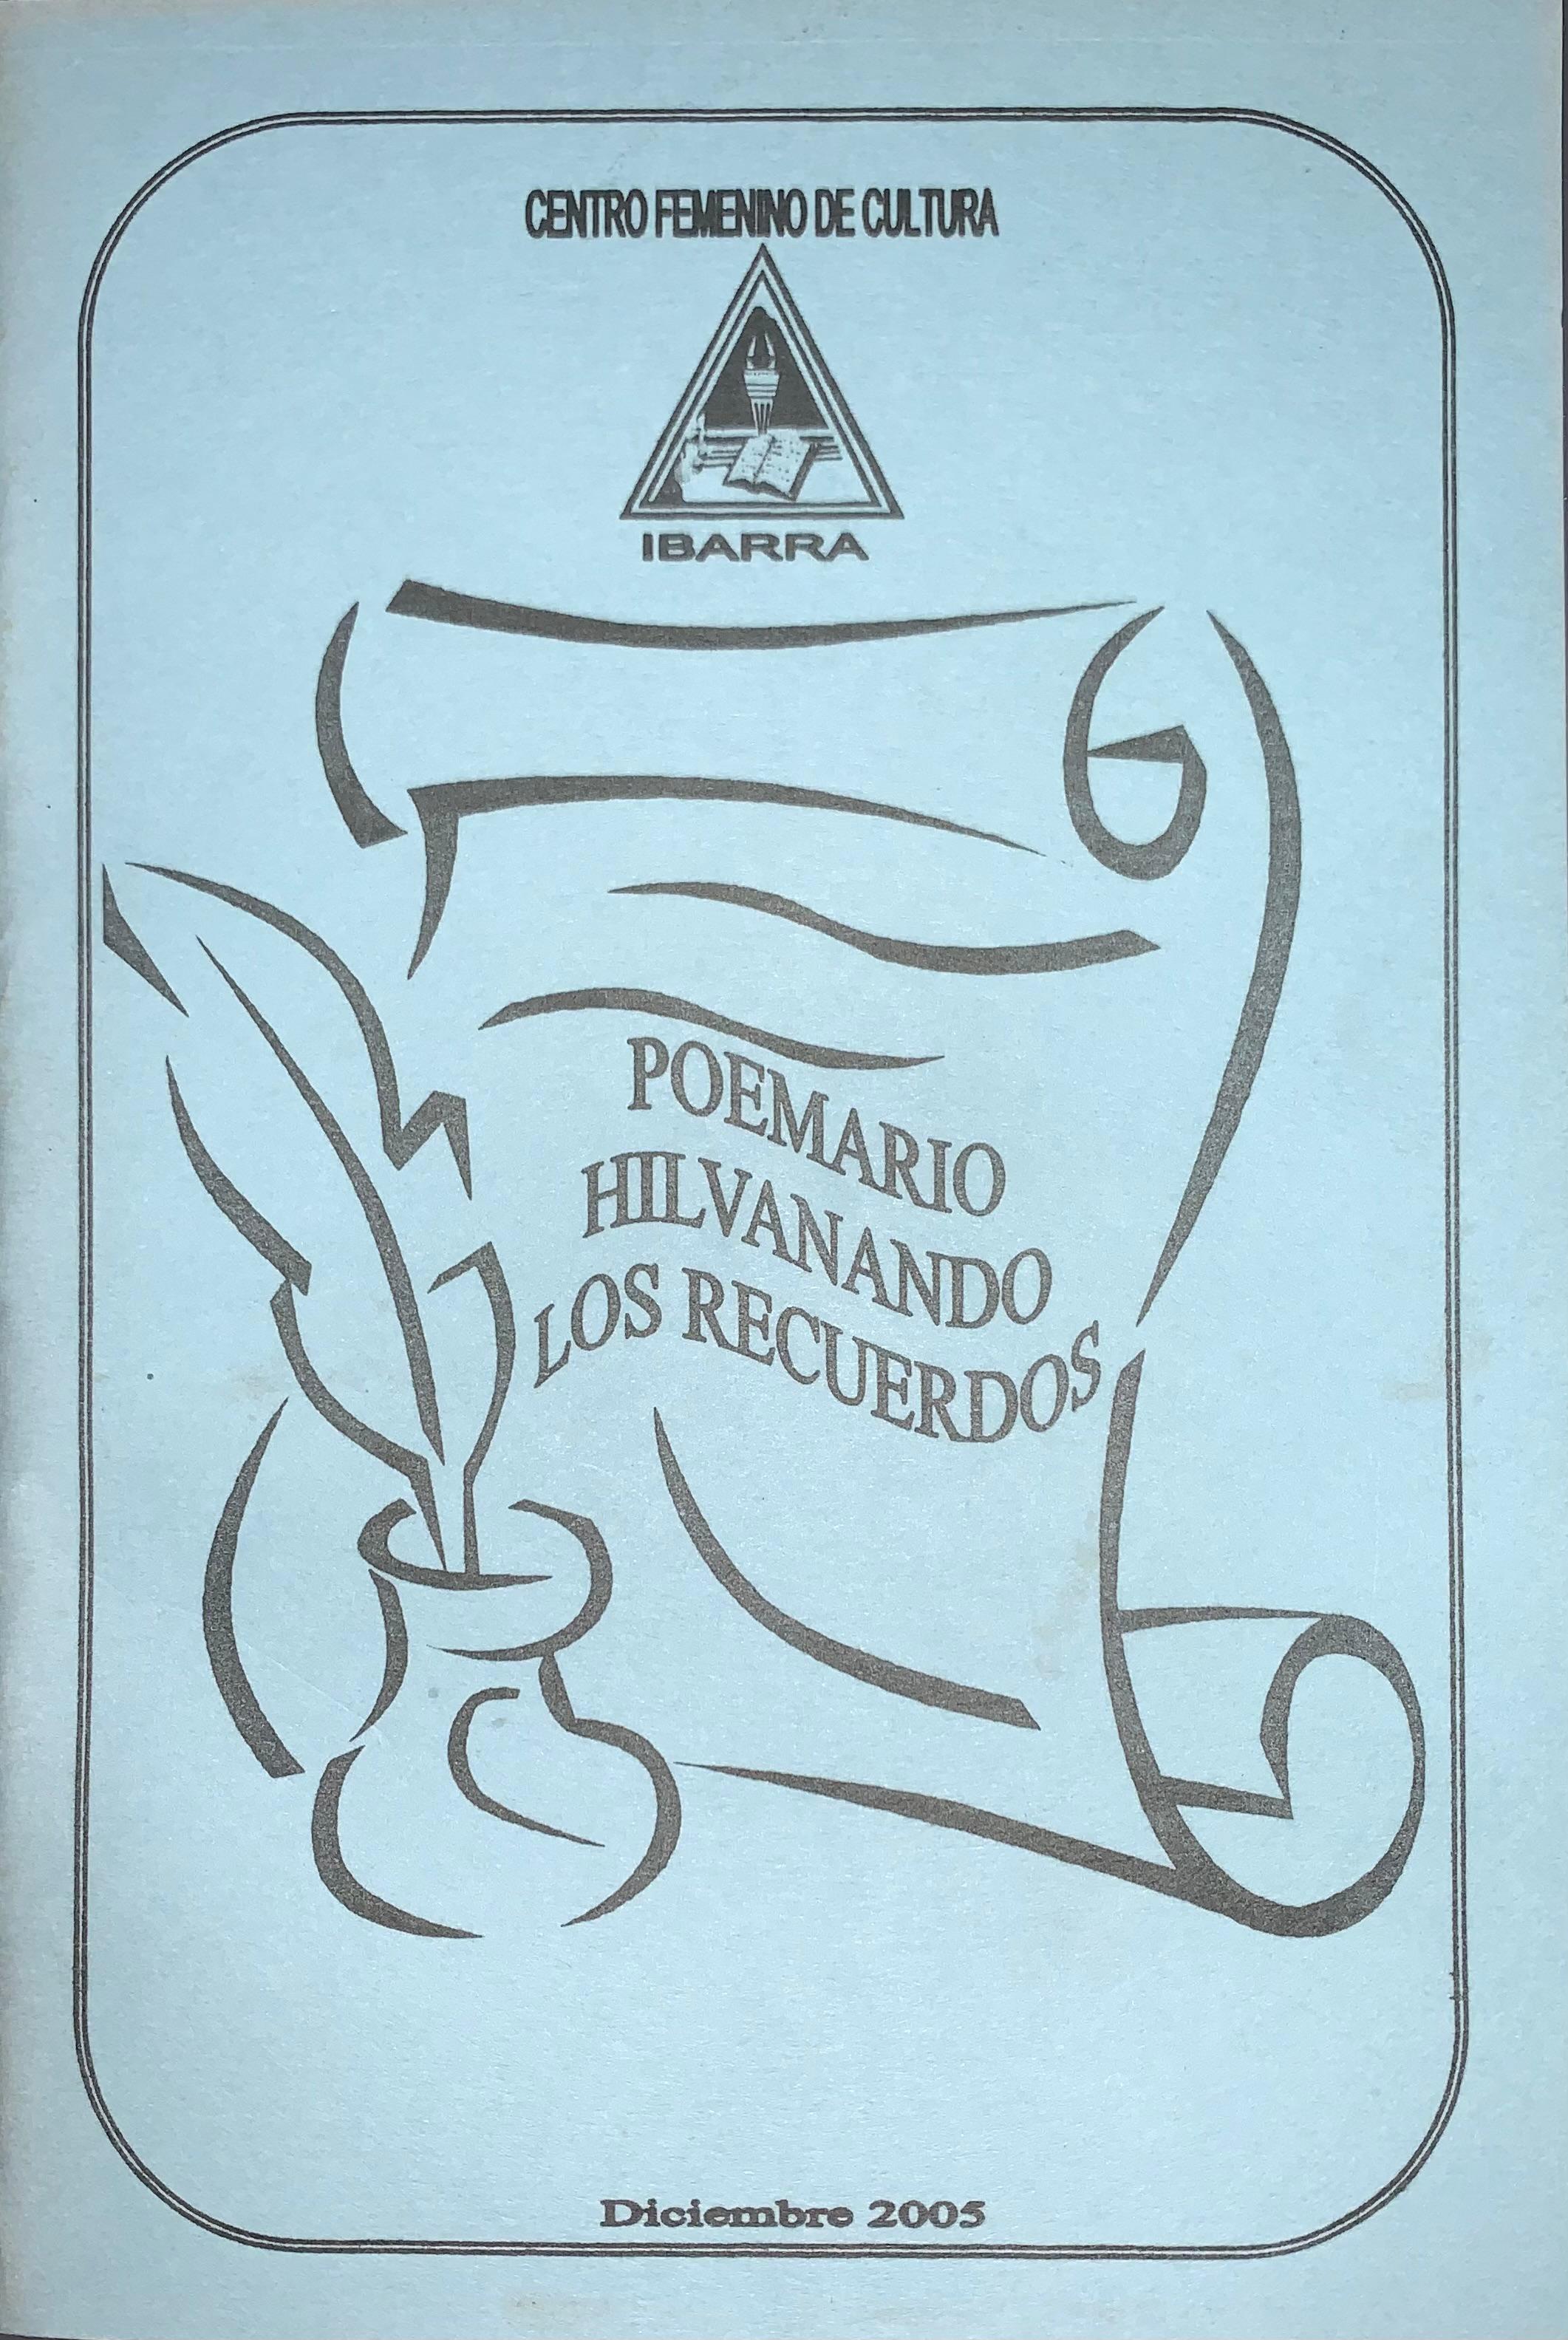 CENTRO FEMENINO DE CULTURA
IBARRA
POEMARIO
HILVANANDO
LOS RECUERDOS
Diciembre 2005